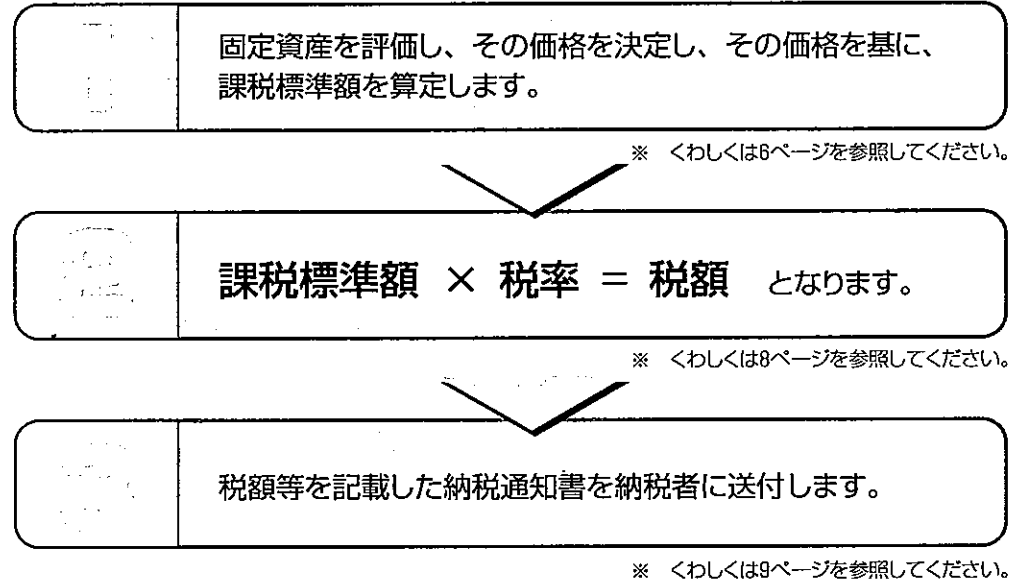 固定資産を評価し、その価格を決定し、その価格を基に、
課税標準額を算定します。
※　くわしくは6ページを参照してください。
課税標準額 × 税率 = 税額　となります。
※　くわしくは8ページを参照してください。
税額等を記載した納税通知書を納税者に送付します。
※　くわしくは9ページを参照してください。